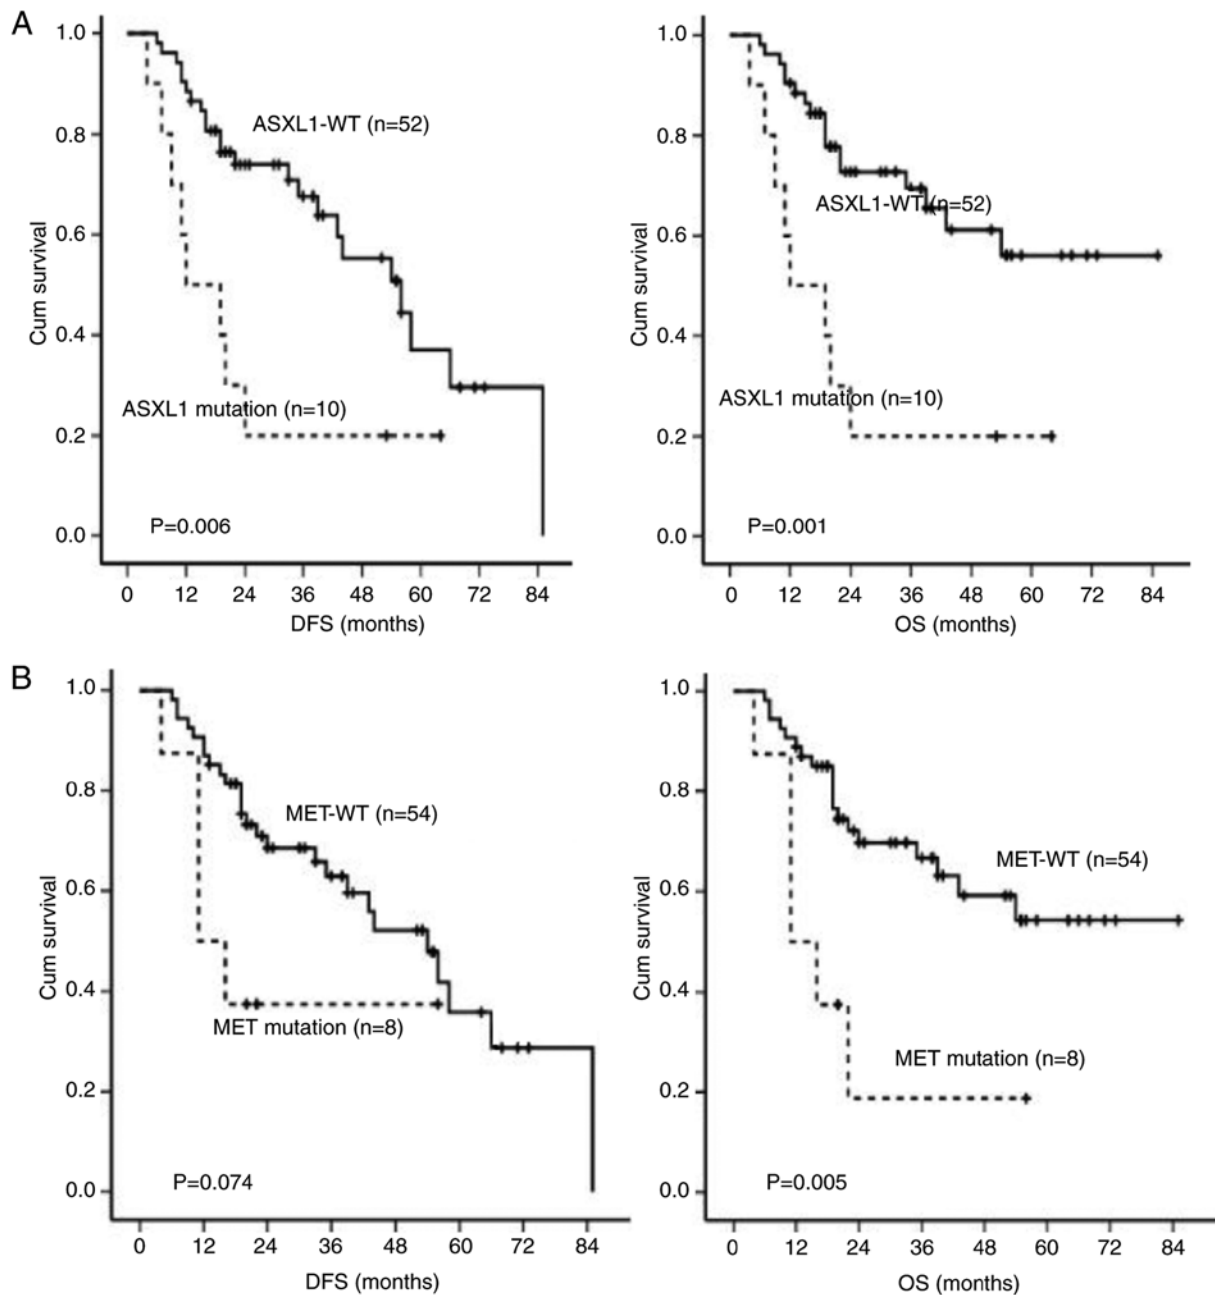 A
1.0
0.8
0.6
0.4
0.2
0.0
Cum survival
ASXL1-WT (n=52)
ASXL1 mutation (n=10)
P=0.006
0 12 24 36 48 60 72 84
DFS (months)
1.0
0.8
0.6
0.4
0.2
0.0
Cum survival
ASXL1-WT (n=52)
ASXL1 mutation (n=10)
P=0.001
0 12 24 36 48 60 72 84
OS (months)
B
1.0
0.8
0.6
0.4
0.2
0.0
Cum survival
MET-WT (n=54)
MET mutation (n=8)
P=0.074
0 12 24 36 48 60 72 84
DFS (months)
1.0
0.8
0.6
0.4
0.2
0.0
Cum survival
MET-WT (n=54)
MET mutation (n=8)
P=0.005
0 12 24 36 48 60 72 84
OS (months)